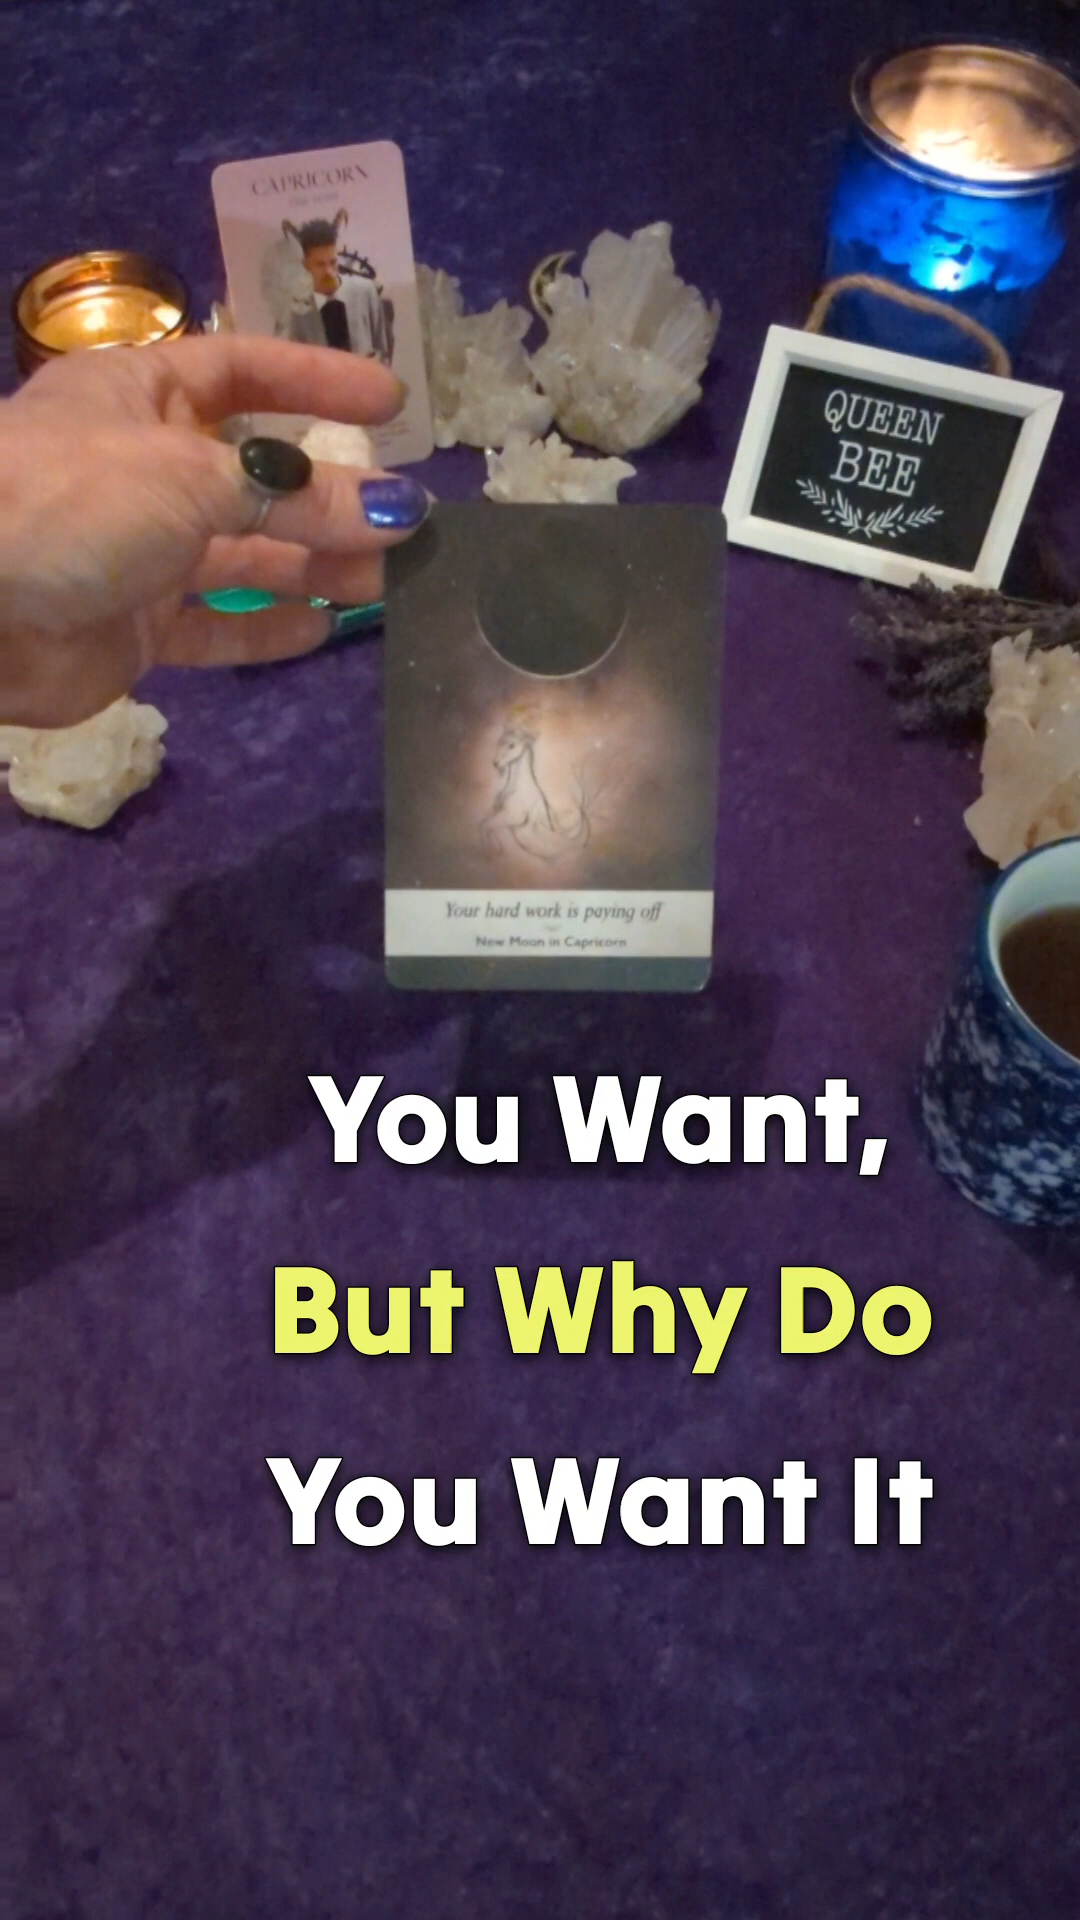 CAPRICORN
QUEEN
BEE
Your hard work is paying off
New Moon in Capricorn
You Want,
But Why Do
You Want It